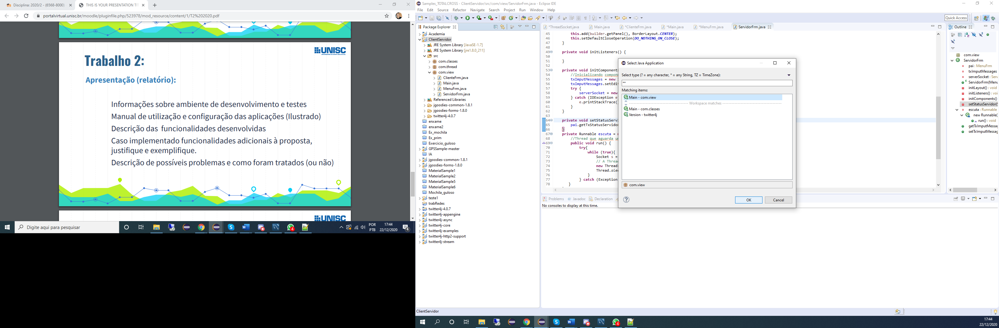 Disciplina: 2020/2 - (6568-8000)
THIS IS YOUR PRESENTATION TIT
portalvirtual.unisc.br/moodle/pluginfile.php/523978/mod_resource/content/1/T2%202020.pdf
UNISC
Trabalho 2:
Apresentação (relatório):
Informações sobre ambiente de desenvolvimento e testes
Manual de utilização e configuração das aplicações (Ilustrado)
Descrição das funcionalidades desenvolvidas
Caso implementado funcionalidades adicionais à proposta,
justifique e exemplifique.
Descrição de possíveis problemas e como foram tratados (ou não)
UNISC
Digite aqui para pesquisar
POR
PTB
17:44
22/12/2020
4
4
Samples_TOTALCROSS - ClientServidor/src/com/view/ServidorFrm.java - Eclipse IDE
File Edit Source Refactor Navigate Search Project Run Window Help
Quick Access
Package Explorer
Academia
ClientServidor
JRE System Library [JavaSE-1.7]
JRE System Library [jre1.8.0_211]
src
com.classes
com.thread
com.view
ClienteFrm.java
Main.java
MenuFrm.java
ServidorFrm.java
Referenced Libraries
jgoodies-common-1.8.1
jgoodies-forms-1.8.0
twitter4j-4.0.7
enxame
enxame2
Ex_mochila
Ex_prim
Exercicio_guloso
GPSSample-master
IA
jgoodies-common-1.8.1
jgoodies-forms-1.8.0
MaterialSample1
MaterialSample2
MaterialSample5
MaterialSample6
Mochila_guloso
teste1
trabRedes
twitter4j-4.0.7
twitter4j-appengine
twitter4j-async
twitter4j-core
twitter4j-examples
twitter4j-http2-support
twitter4j-stream
*ThreadSocket.java Main.java *ClienteFrm.java *Main.java *MenuFrm.java ServidorFrm.java
45 this.add(builder.getPanel(), BorderLayout.CENTER);
46 this.setDefaultCloseOperation(DO_NOTHING_ON_CLOSE);
47 }
48
49 private void initListeners() {
50
51 }
52
53 private void initComponents
54 //Inicializando compone
55 txImputMessages = new
56 txImputMessages.setEdit
57 try {
58 serverSocket = new
59 } catch (IOException e
60 e.printStackTrace(
61 }
62 }
63
64 private void setStatusServi
65 pai.getTxStatusServidor
66 }
67 private Runnable escuta = n
68 //Thread que aguarda um
69 public void run() {
70 try{
71 while (true){
72 Socket s =
73 // A Thread
74 new Thread
75 Thread.slee
76 }
77 } catch (Exception
78 }
Select Java Application
Select type (? = any character, * = any String, TZ = TimeZone):
**
Matching items:
Main - com.view
Workspace matches
Main - com.classes
Version - twitter4j
com.view
OK Cancel
Problems Javadoc Declaration
No consoles to display at this time.
Outline
com.view
ServidorFrm
pai : MenuFrm
txImputMessages
serverSocket : Serv
ServidorFrm(Menu
initLayout() : void
initListeners() : voi
initComponents()
setStatusServidor(S
escuta : Runnable
new Runnable()
run() : void
getTxImputMessag
setTxImputMessag
ClientServidor
4
17:44
22/12/2020